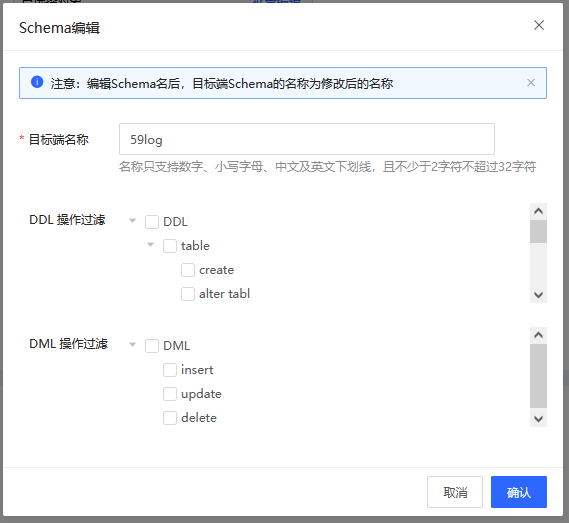 Schema编辑
注意：编辑Schema名后，目标端Schema的名称为修改后的名称
* 目标端名称
59log
名称只支持数字、小写字母、中文及英文下划线，且不少于2字符不超过32字符
DDL 操作过滤
DDL
table
create
alter tabl
DML 操作过滤
DML
insert
update
delete
取消
确认